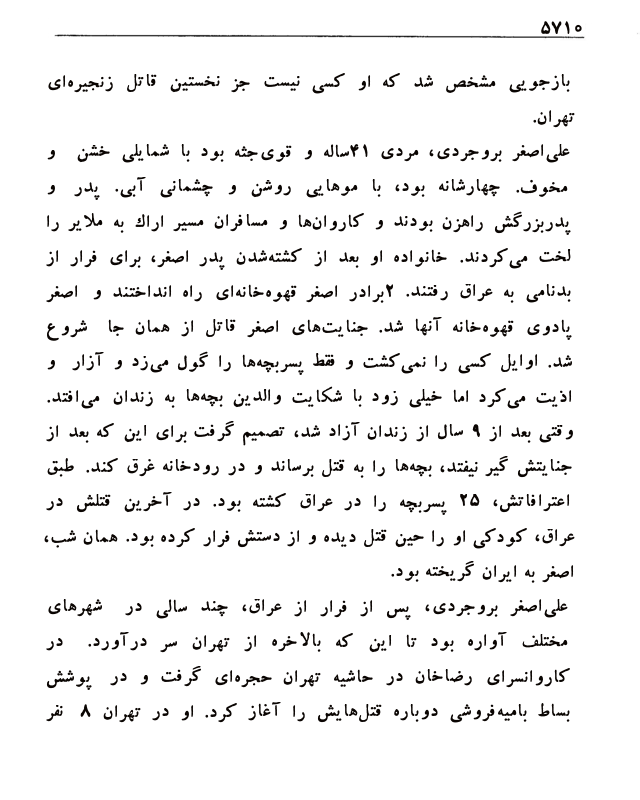 ۵۷۱۰
بازجویی مشخص شد که او کسی نیست جز نخستین قاتل زنجیره‌ای
تهران.
علی‌اصغر بروجردی، مردی ۴۱ساله و قوی‌جثه بود با شمایلی خشن و
مخوف. چهارشانه بود، با موهایی روشن و چشمانی آبی. پدر و
پدربزرگش راهزن بودند و کاروان‌ها و مسافران مسیر اراك به ملایر را
لخت می‌کردند. خانواده او بعد از کشته‌شدن پدر اصغر، برای فرار از
بدنامی به عراق رفتند. ۲برادر اصغر قهوه‌خانه‌ای راه انداختند و اصغر
پادوی قهوه‌خانه آنها شد. جنایت‌های اصغر قاتل از همان جا شروع
شد. اوایل کسی را نمی‌کشت و فقط پسربچه‌ها را گول می‌زد و آزار و
اذیت می‌کرد اما خیلی زود با شکایت والدین بچه‌ها به زندان می‌افتد.
وقتی بعد از ۹ سال از زندان آزاد شد، تصمیم گرفت برای این که بعد از
جنایتش گیر نیفتد، بچه‌ها را به قتل برساند و در رودخانه غرق کند. طبق
اعترافاتش، ۲۵ پسربچه را در عراق کشته بود. در آخرین قتلش در
عراق، کودکی او را حین قتل دیده و از دستش فرار کرده بود. همان شب،
اصغر به ایران گریخته بود.
علی‌اصغر بروجردی، پس از فرار از عراق، چند سالی در شهرهای
مختلف آواره بود تا این که بالاخره از تهران سر درآورد. در
کاروانسرای رضاخان در حاشیه تهران حجره‌ای گرفت و در پوشش
بساط بامیه‌فروشی دوباره قتل‌هایش را آغاز کرد. او در تهران ۸ نفر